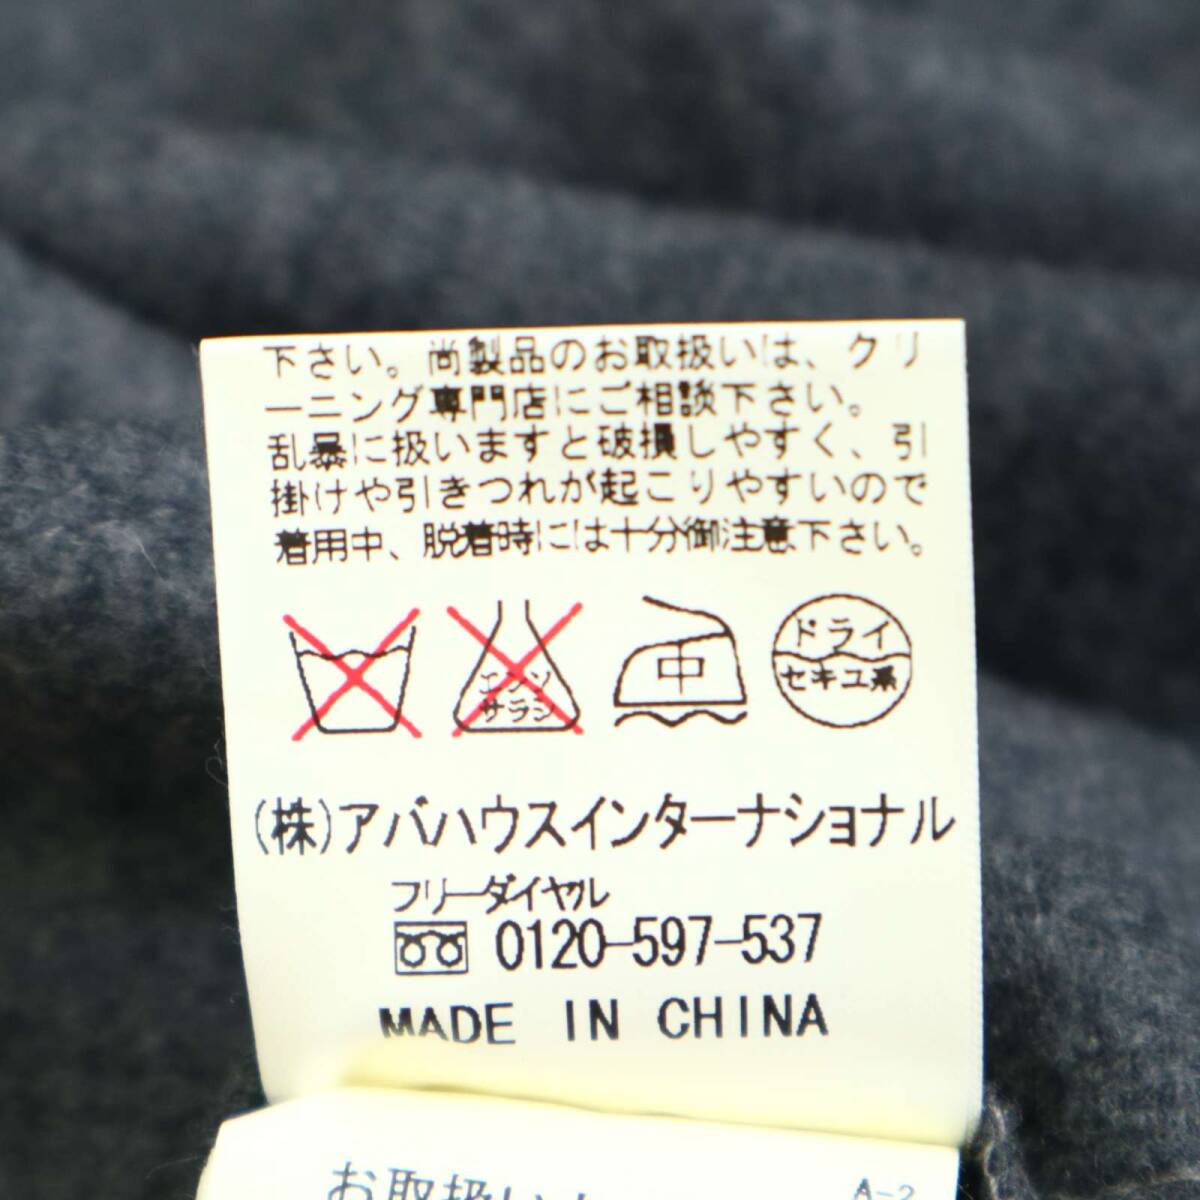 下さい。尚製品のお取扱いは、クリ
ーニング専門店にご相談下さい。
乱暴に扱いますと破損しやすく、引
掛けや引きつれが起こりやすいので
着用中、脱着時には十分御注意下さい。
エンソ
サラシ
中
ドライ
セキユ系
(株)アバハウスインターナショナル
フリーダイヤル
0120-597-537
MADE IN CHINA
お取扱い
A-2